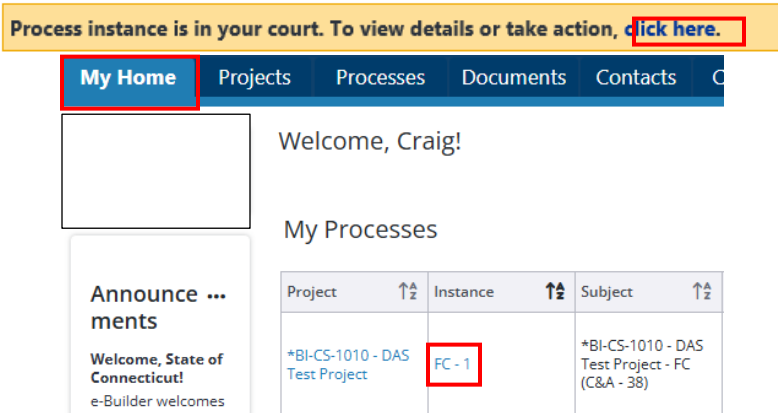 Process instance is in your court. To view details or take action, click here.
My Home Projects Processes Documents Contacts C
Welcome, Craig!
My Processes
Announce ...
ments
Welcome, State of
Connecticut!
e-Builder welcomes
Project Instance Subject
*BI-CS-1010 - DAS
Test Project
FC - 1
*BI-CS-1010 - DAS
Test Project - FC
(C&A - 38)